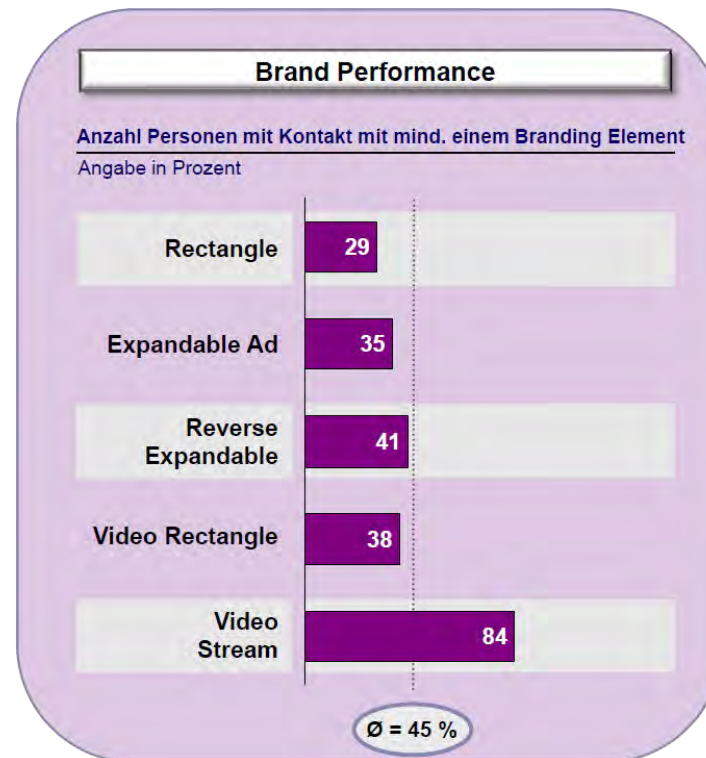 Brand Performance
Anzahl Personen mit Kontakt mit mind. einem Branding Element
Angabe in Prozent
Rectangle
29
Expandable Ad
35
Reverse
Expandable
41
Video Rectangle
38
Video
Stream
84
Ø = 45 %